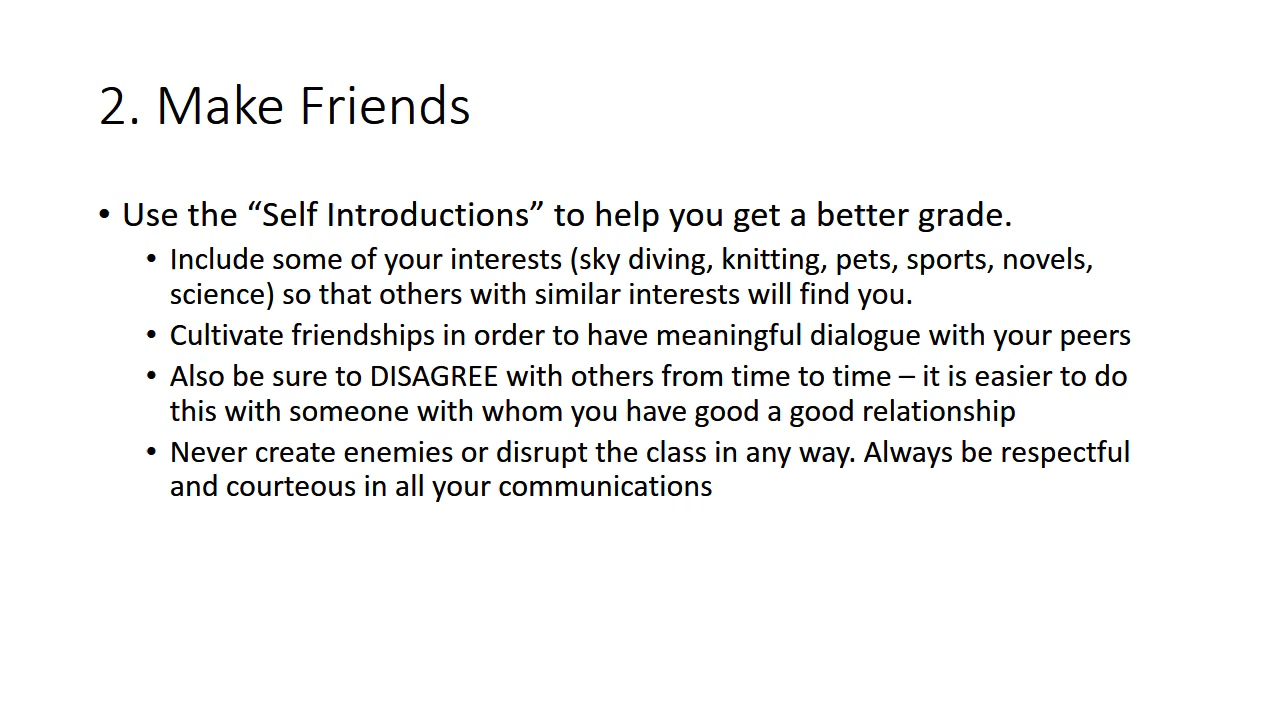 2. Make Friends
• Use the “Self Introductions” to help you get a better grade.
• Include some of your interests (sky diving, knitting, pets, sports, novels,
science) so that others with similar interests will find you.
• Cultivate friendships in order to have meaningful dialogue with your peers
• Also be sure to DISAGREE with others from time to time – it is easier to do
this with someone with whom you have good a good relationship
• Never create enemies or disrupt the class in any way. Always be respectful
and courteous in all your communications